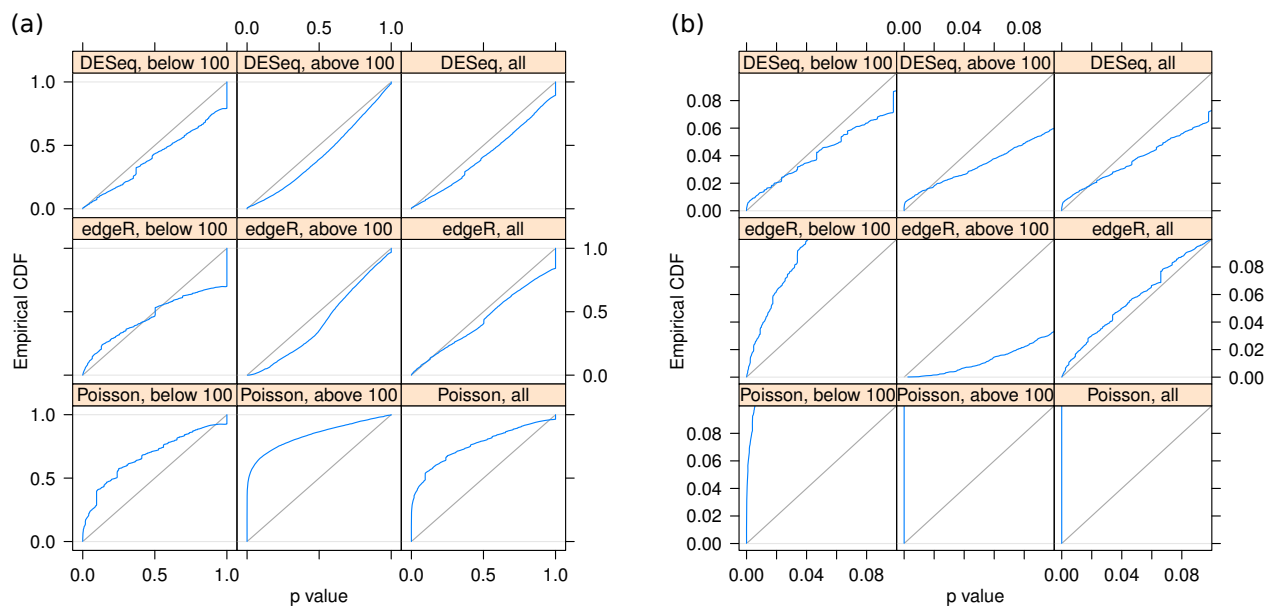 (a)
0.0 0.5 1.0
DESeq, below 100 DESeq, above 100 DESeq, all
1.0
0.5
0.0
edgeR, below 100 edgeR, above 100 edgeR, all
1.0
0.5
0.0
Poisson, below 100 Poisson, above 100 Poisson, all
1.0
0.5
0.0
0.0 0.5 1.0 0.0 0.5 1.0
Empirical CDF
p value
(b)
0.00 0.04 0.08
DESeq, below 100 DESeq, above 100 DESeq, all
0.08
0.06
0.04
0.02
0.00
edgeR, below 100 edgeR, above 100 edgeR, all
0.08
0.06
0.04
0.02
0.00
Poisson, below 100 Poisson, above 100 Poisson, all
0.08
0.06
0.04
0.02
0.00
0.00 0.04 0.08 0.00 0.04 0.08
Empirical CDF
p value